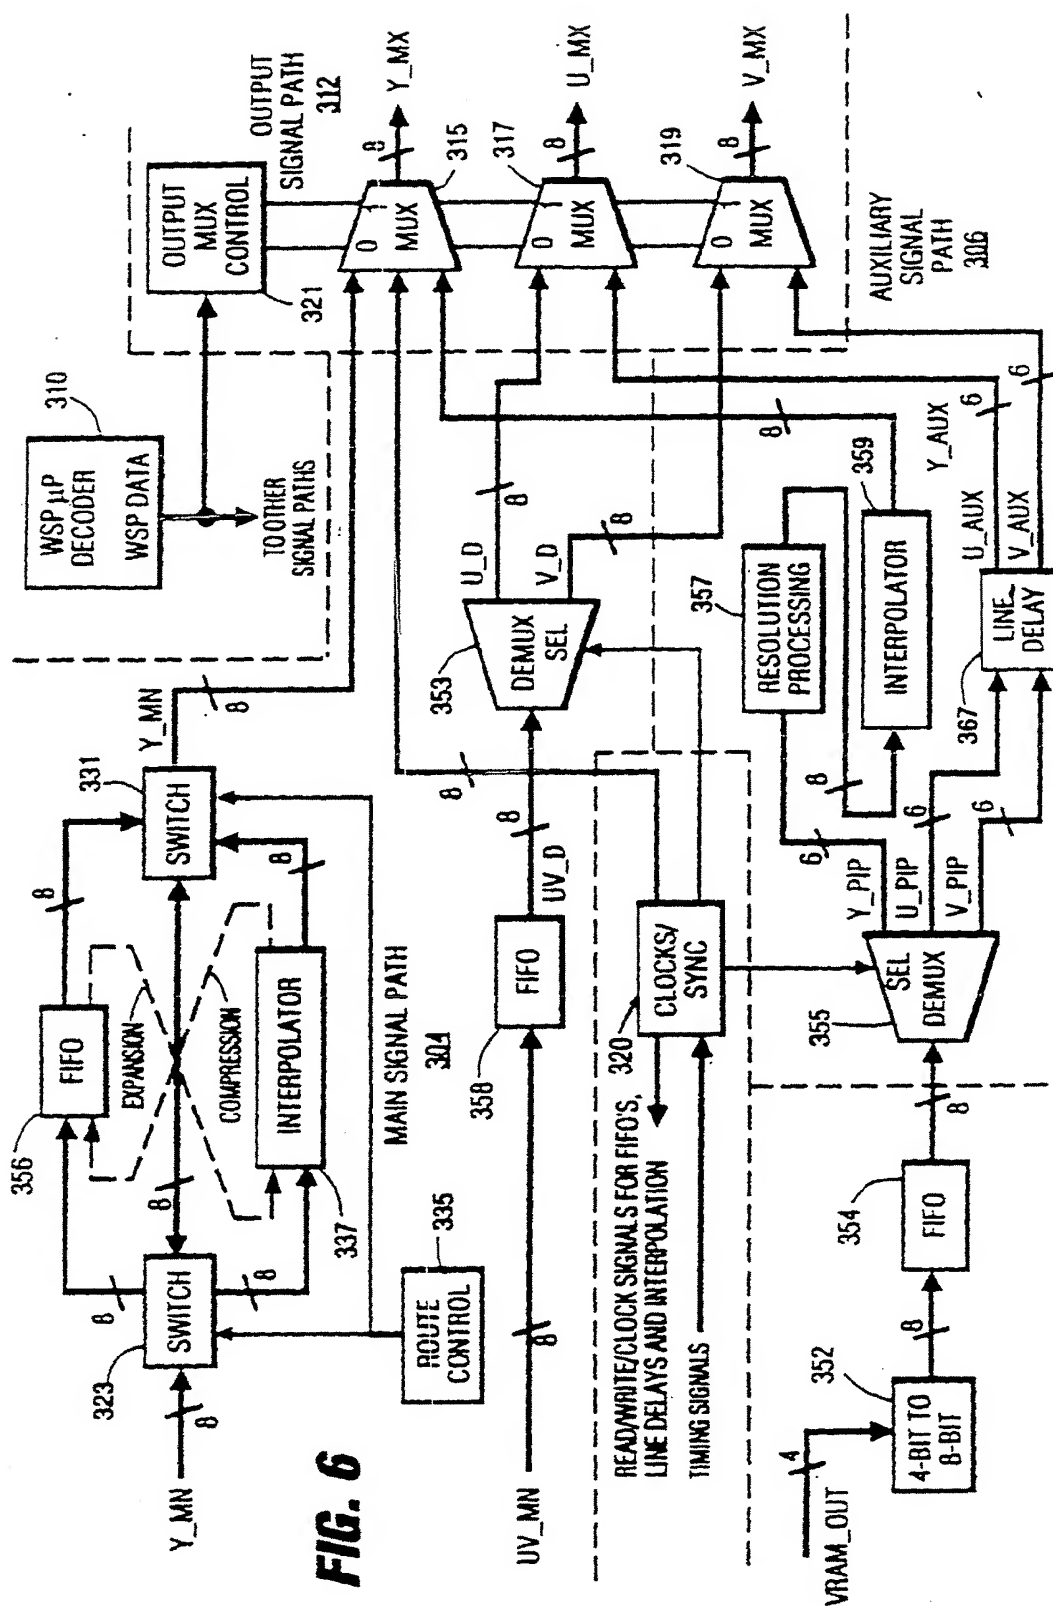 WSP μP
DECODER
WSP DATA
310
TO OTHER
SIGNAL PATHS
OUTPUT
MUX
CONTROL
321
OUTPUT
SIGNAL PATH
312
Y_MN
8
SWITCH
323
8
8
356
FIFO
EXPANSION
8
COMPRESSION
INTERPOLATOR
337
8
8
SWITCH
331
Y_MN
8
0
1
MUX
315
8
Y_MX
MAIN SIGNAL PATH
304
ROUTE
CONTROL
335
8
0
1
MUX
317
8
U_MX
UV_MN
8
FIFO
358
8
UV_D
DEMUX
SEL
353
U_D
8
V_D
8
0
1
MUX
319
8
V_MX
READ/WRITE/CLOCK SIGNALS FOR FIFO'S,
LINE DELAYS AND INTERPOLATION
TIMING SIGNALS
320
CLOCKS/
SYNC
357
RESOLUTION
PROCESSING
8
Y_AUX
AUXILIARY
SIGNAL
PATH
306
VRAM_OUT
4
4-BIT TO
8-BIT
352
8
FIFO
354
8
SEL
DEMUX
355
Y_PIP
6
U_PIP
6
V_PIP
6
8
INTERPOLATOR
359
LINE
DELAY
367
U_AUX
6
V_AUX
6
FIG. 6